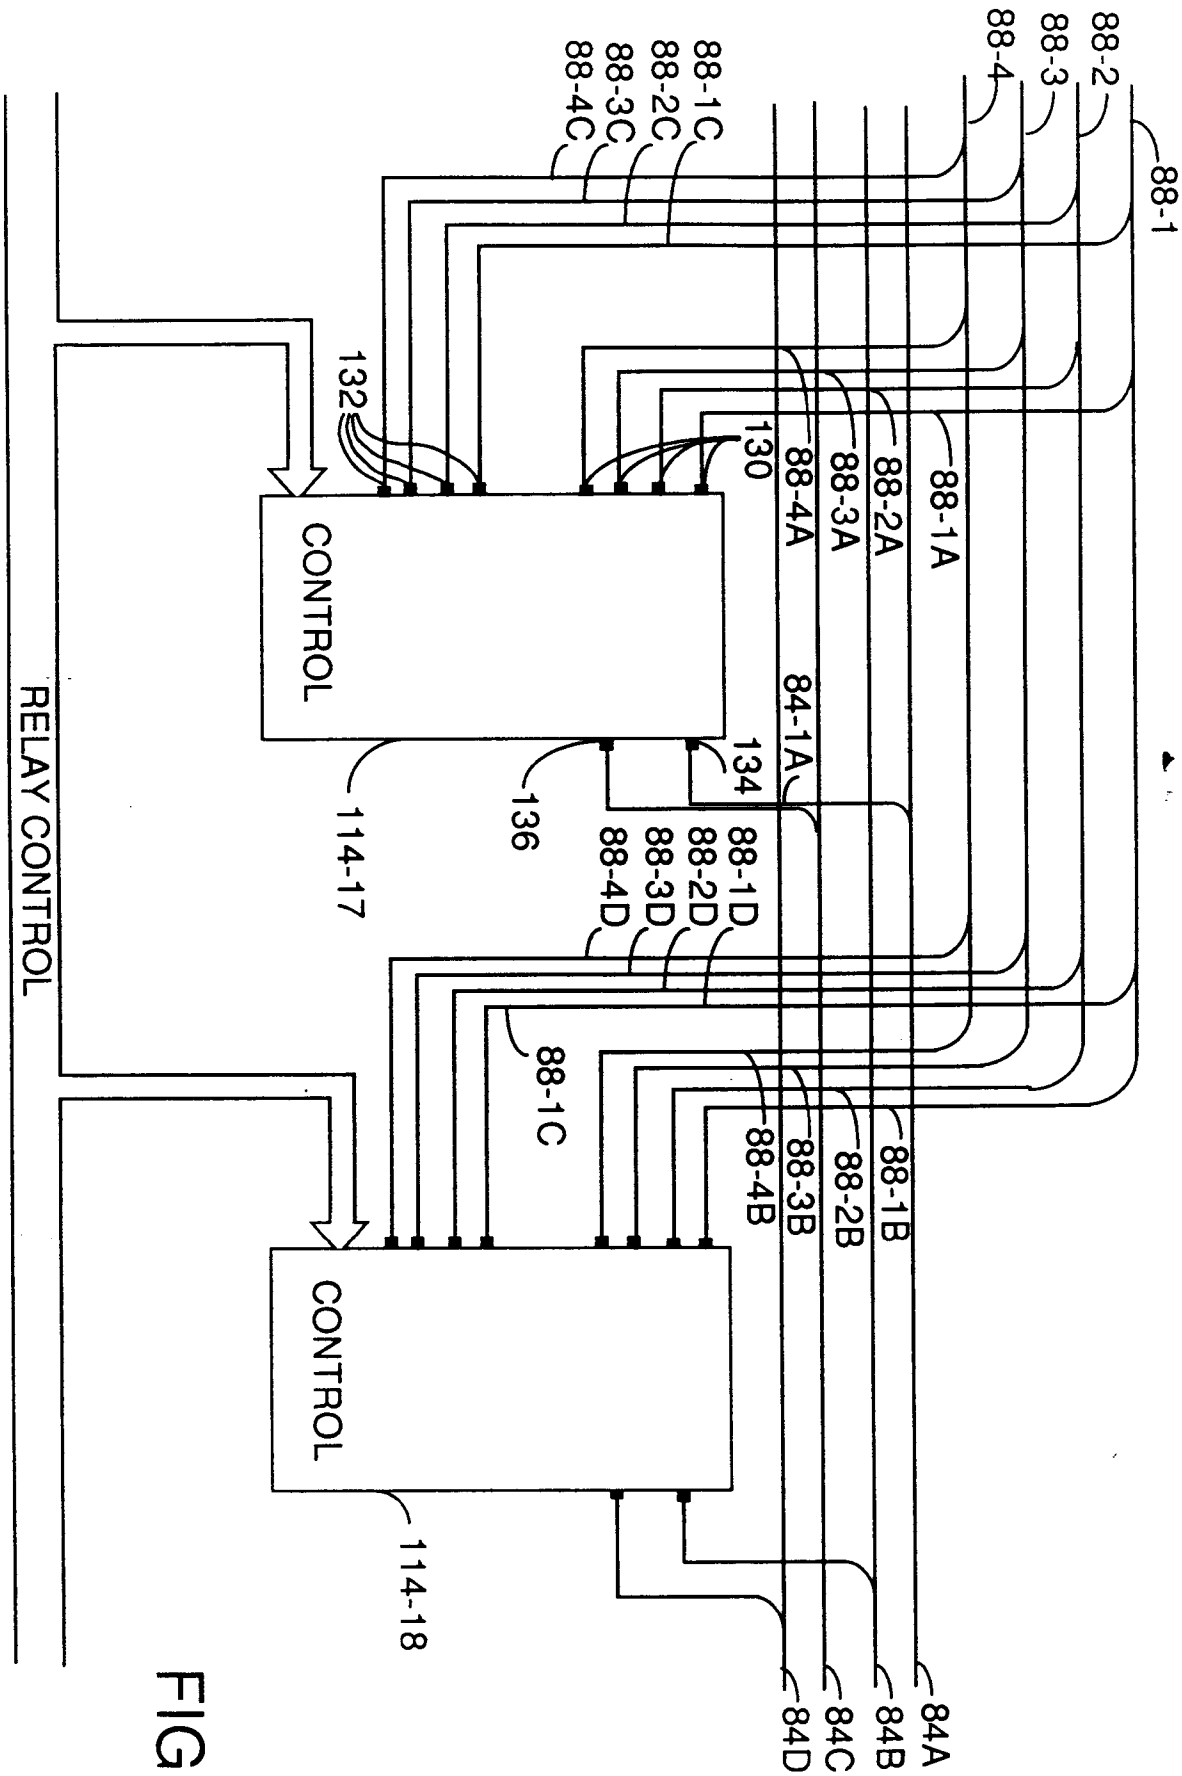 88-1
88-2
88-3
88-4
88-1C
88-2C
88-3C
88-4C
88-1A
88-2A
88-3A
88-4A
130
132
CONTROL
134
136
84-1A
114-17
88-1D
88-2D
88-3D
88-4D
88-1C
88-1B
88-2B
88-3B
88-4B
CONTROL
114-18
84A
84B
84C
84D
RELAY CONTROL
FIG